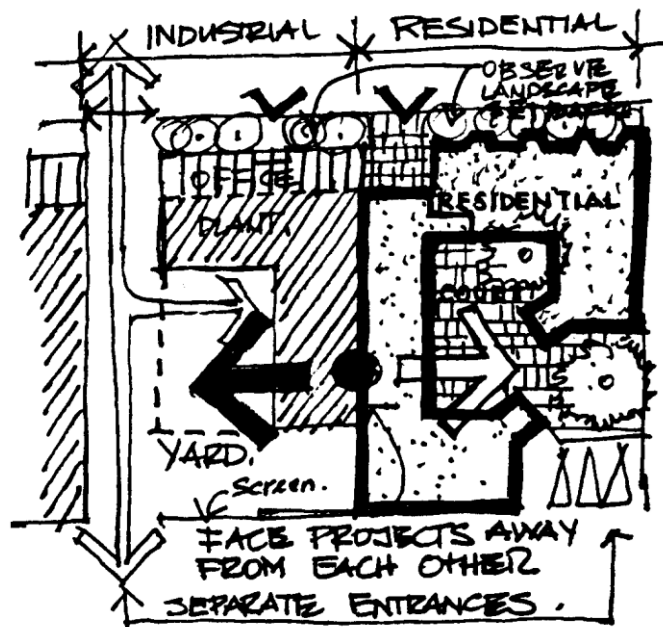 INDUSTRIAL
RESIDENTIAL
OBSERVE
LANDSCAPE
OFFICE
RESIDENTIAL
PLANT.
COURT
YARD.
Screen.
FACE PROJECTS AWAY
FROM EACH OTHER
SEPARATE ENTRANCES.